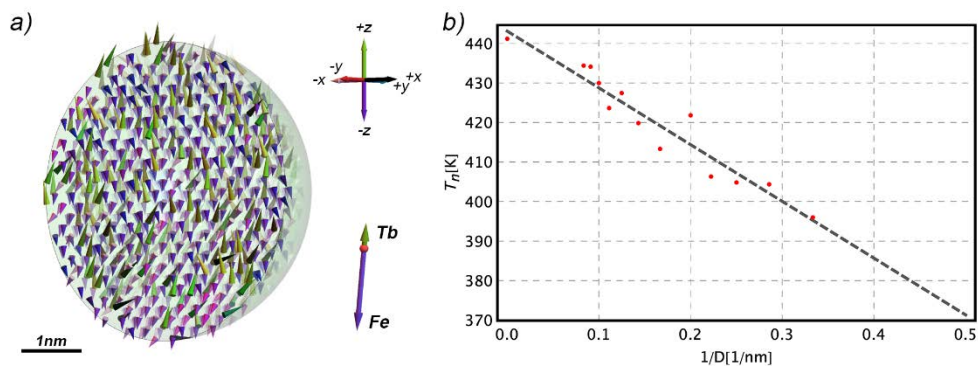 a)
+z
-y
-x
+x
+y
-z
Tb
Fe
1nm
b)
T_n[K]
440
430
420
410
400
390
380
370
0.0
0.1
0.2
0.3
0.4
0.5
1/D[1/nm]